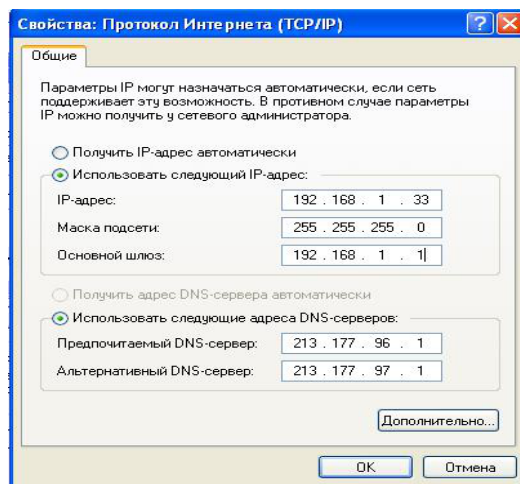 Свойства: Протокол Интернета (TCP/IP)
Общие
Параметры IP могут назначаться автоматически, если сеть
поддерживает эту возможность. В противном случае параметры
IP можно получить у сетевого администратора.
Получить IP-адрес автоматически
Использовать следующий IP-адрес:
IP-адрес: 192 . 168 . 1 . 33
Маска подсети: 255 . 255 . 255 . 0
Основной шлюз: 192 . 168 . 1 . 1
Получить адрес DNS-сервера автоматически
Использовать следующие адреса DNS-серверов:
Предпочитаемый DNS-сервер: 213 . 177 . 96 . 1
Альтернативный DNS-сервер: 213 . 177 . 97 . 1
Дополнительно...
OK Отмена